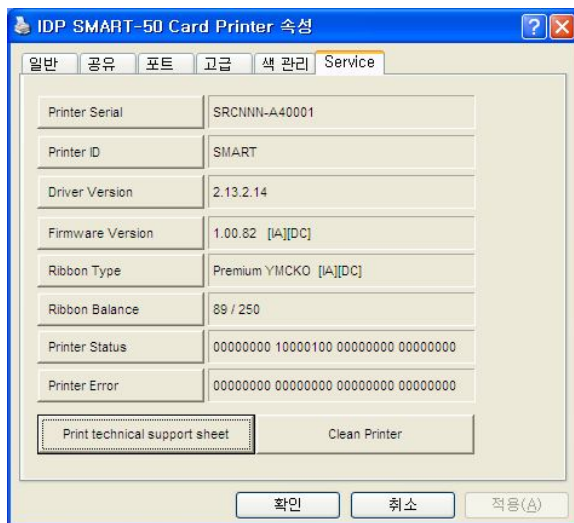 IDP SMART-50 Card Printer 속성
일반 공유 포트 고급 색 관리 Service
Printer Serial SRCNNN-A40001
Printer ID SMART
Driver Version 2.13.2.14
Firmware Version 1.00.82 [IA][DC]
Ribbon Type Premium YMCKO [IA][DC]
Ribbon Balance 89 / 250
Printer Status 00000000 10000100 00000000 00000000
Printer Error 00000000 00000000 00000000 00000000
Print technical support sheet Clean Printer
확인 취소 적용(A)